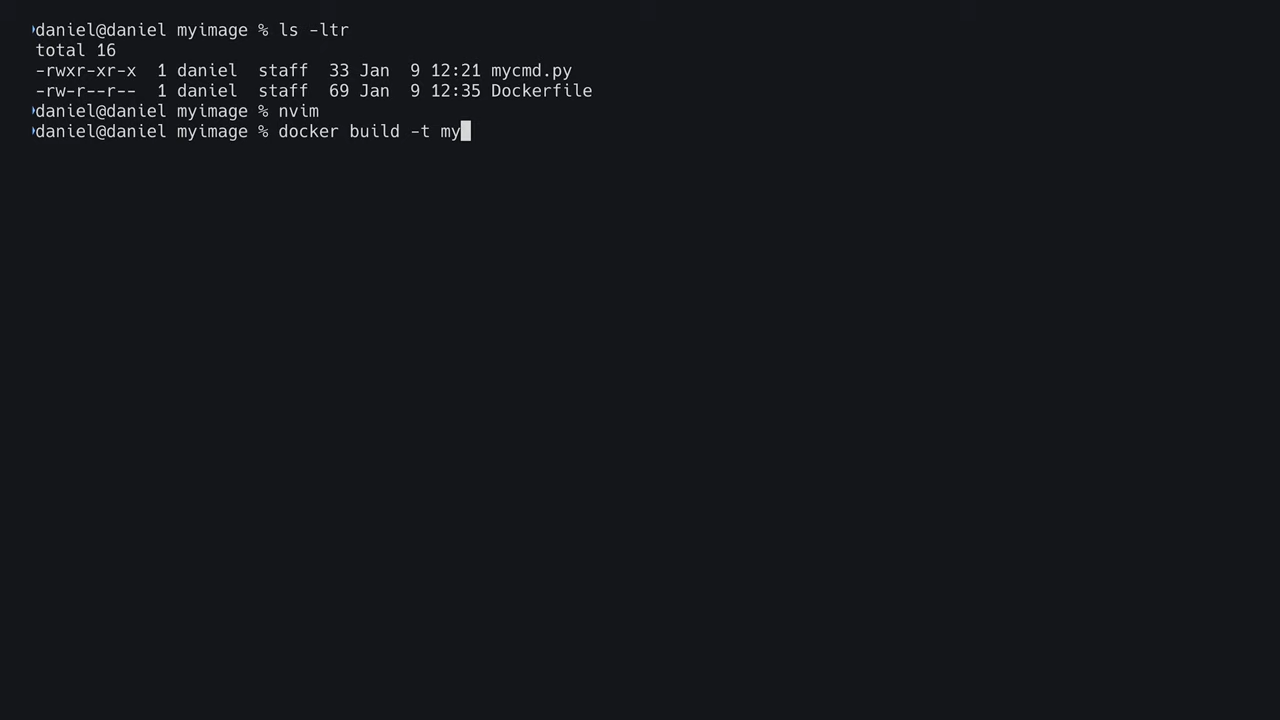 daniel@daniel myimage % ls -ltr
total 16
-rwxr-xr-x  1 daniel  staff  33 Jan  9 12:21 mycmd.py
-rw-r--r--  1 daniel  staff  69 Jan  9 12:35 Dockerfile
daniel@daniel myimage % nvim
daniel@daniel myimage % docker build -t my